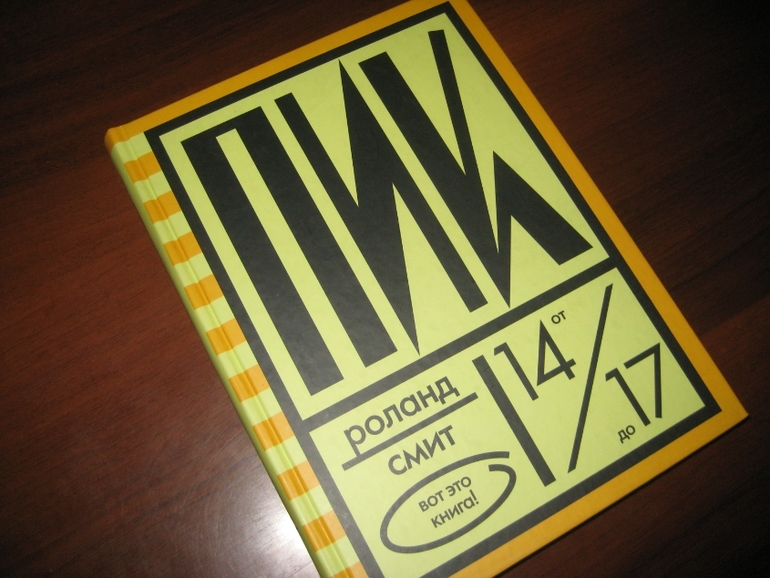 ПИК
роланд
смит
вот это
книга!
от
14
до
17